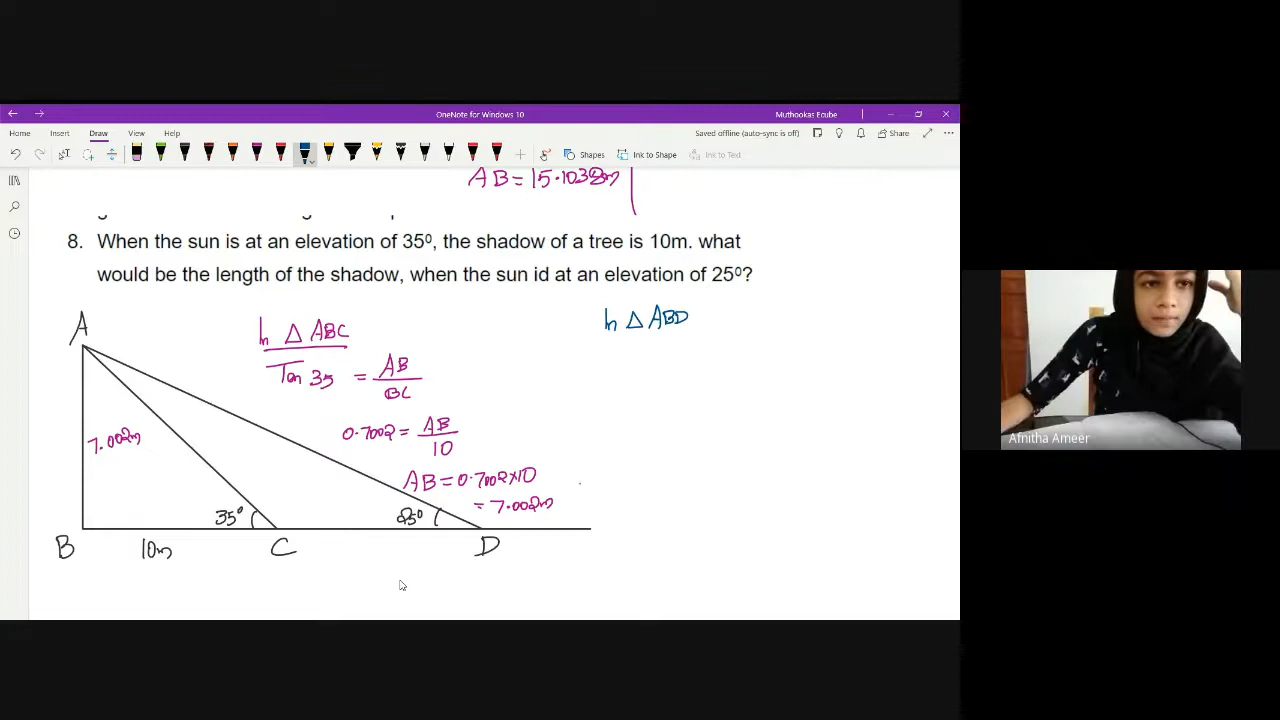 OneNote for Windows 10
Muthookas Ecube
Home Insert Draw View Help
Saved offline (auto-sync is off)
Share
Shapes
Ink to Shape
Ink to Text
AB = 15.1038m
8. When the sun is at an elevation of 35⁰, the shadow of a tree is 10m. what
would be the length of the shadow, when the sun id at an elevation of 25⁰?
A
In △ ABC
In △ ABD
Tan 35 = AB/BC
0.7002 = AB/10
7.002m
AB = 0.7002×10
= 7.002m
35°
25°
B 10m C D
Afnitha Ameer